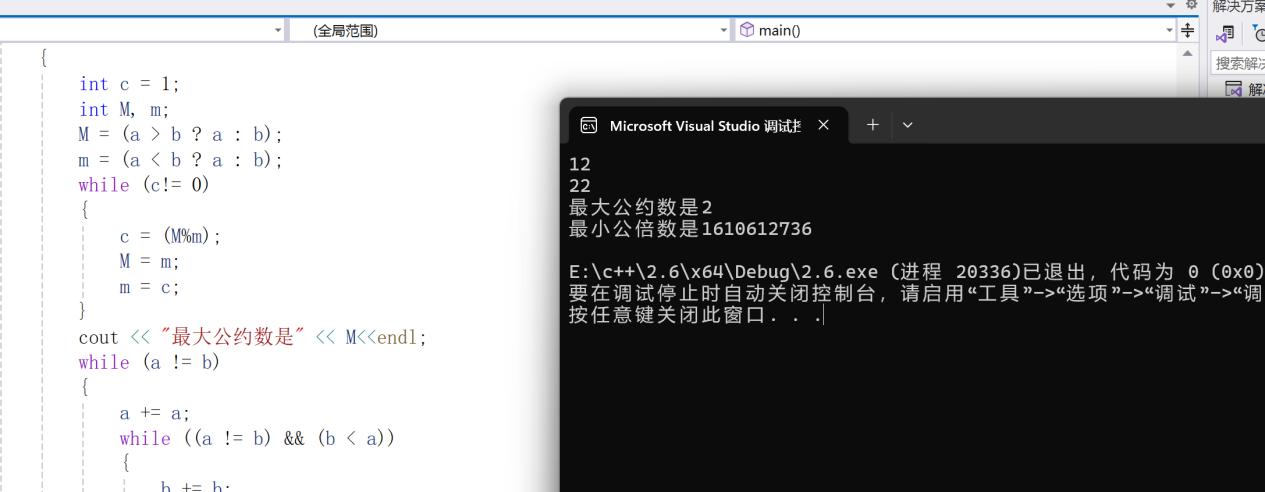 解决方案
(全局范围)
main()
搜索解决
解决
{
int c = 1;
int M, m;
M = (a > b ? a : b);
m = (a < b ? a : b);
while (c!= 0)
{
c = (M%m);
M = m;
m = c;
}
cout << "最大公约数是" << M<<endl;
while (a != b)
{
a += a;
while ((a != b) && (b < a))
{
b += b;
Microsoft Visual Studio 调试控
12
22
最大公约数是2
最小公倍数是1610612736
E:\c++\2.6\x64\Debug\2.6.exe (进程 20336)已退出，代码为 0 (0x0)
要在调试停止时自动关闭控制台，请启用“工具”->“选项”->“调试”->“调
按任意键关闭此窗口. . .